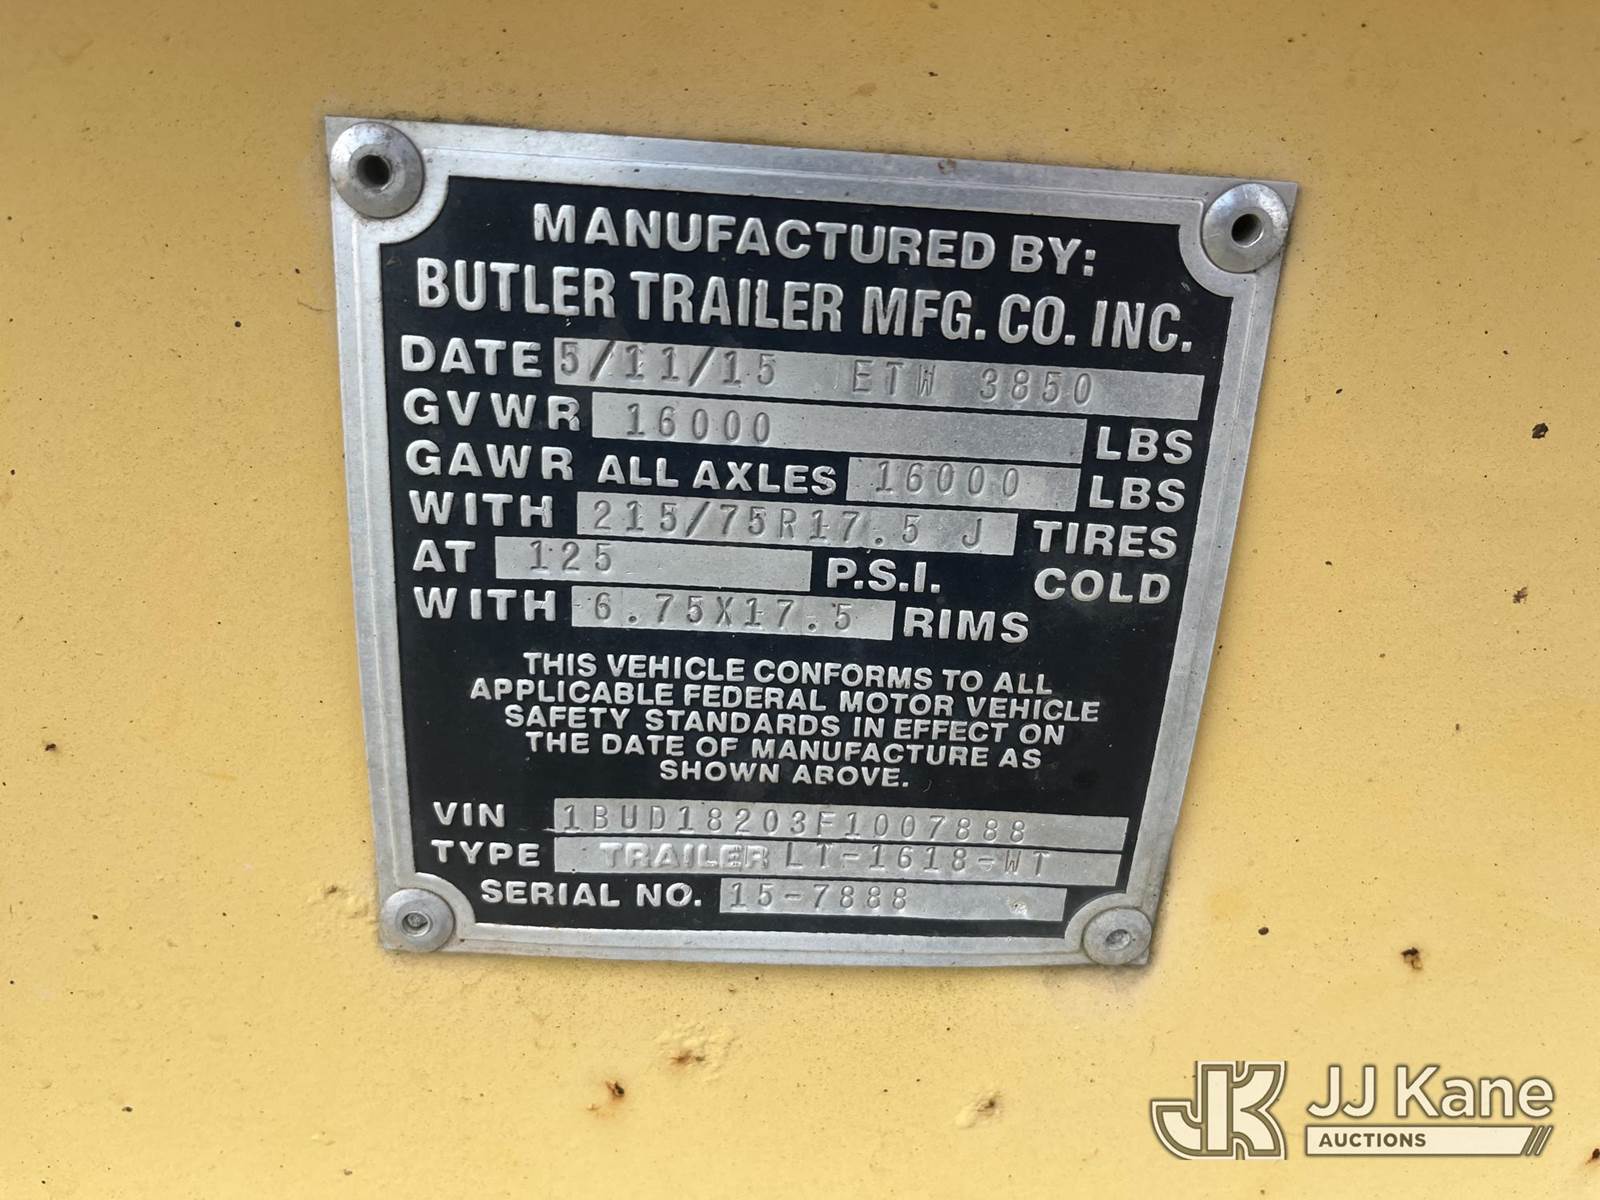 MANUFACTURED BY:
BUTLER TRAILER MFG. CO. INC.
DATE 5/11/15 ETW 3850
GVWR 16000 LBS
GAWR ALL AXLES 16000 LBS
WITH 215/75R17.5 J TIRES
AT 125 P.S.I. COLD
WITH 6.75X17.5 RIMS
THIS VEHICLE CONFORMS TO ALL
APPLICABLE FEDERAL MOTOR VEHICLE
SAFETY STANDARDS IN EFFECT ON
THE DATE OF MANUFACTURE AS
SHOWN ABOVE.
VIN 1BUD18203F1007888
TYPE TRAILER LT-1618-WT
SERIAL NO. 15-7888
JK JJ Kane
AUCTIONS